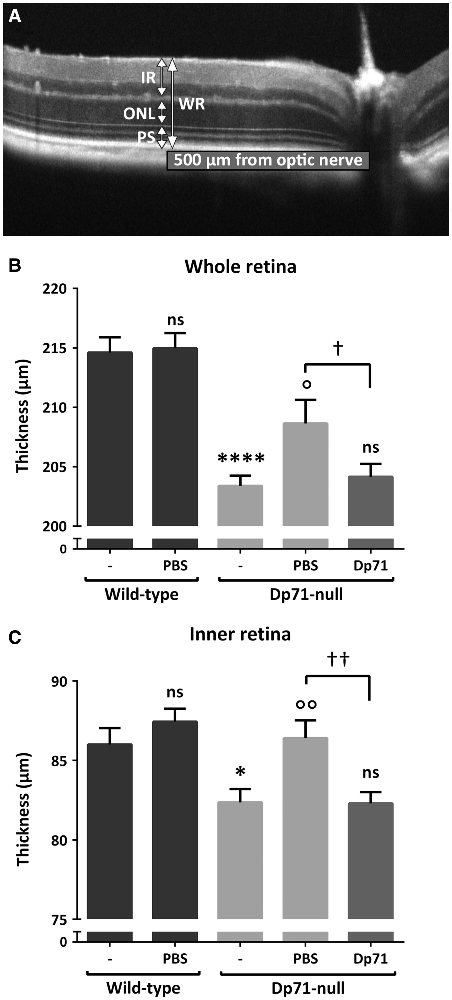 A
IR
WR
ONL
PS
500 µm from optic nerve
B
Whole retina
Thickness (µm)
220
215
210
205
200
0
ns
****
°
†
ns
- PBS - PBS Dp71
Wild-type Dp71-null
C
Inner retina
Thickness (µm)
90
85
80
75
0
ns
*
°°
††
ns
- PBS - PBS Dp71
Wild-type Dp71-null